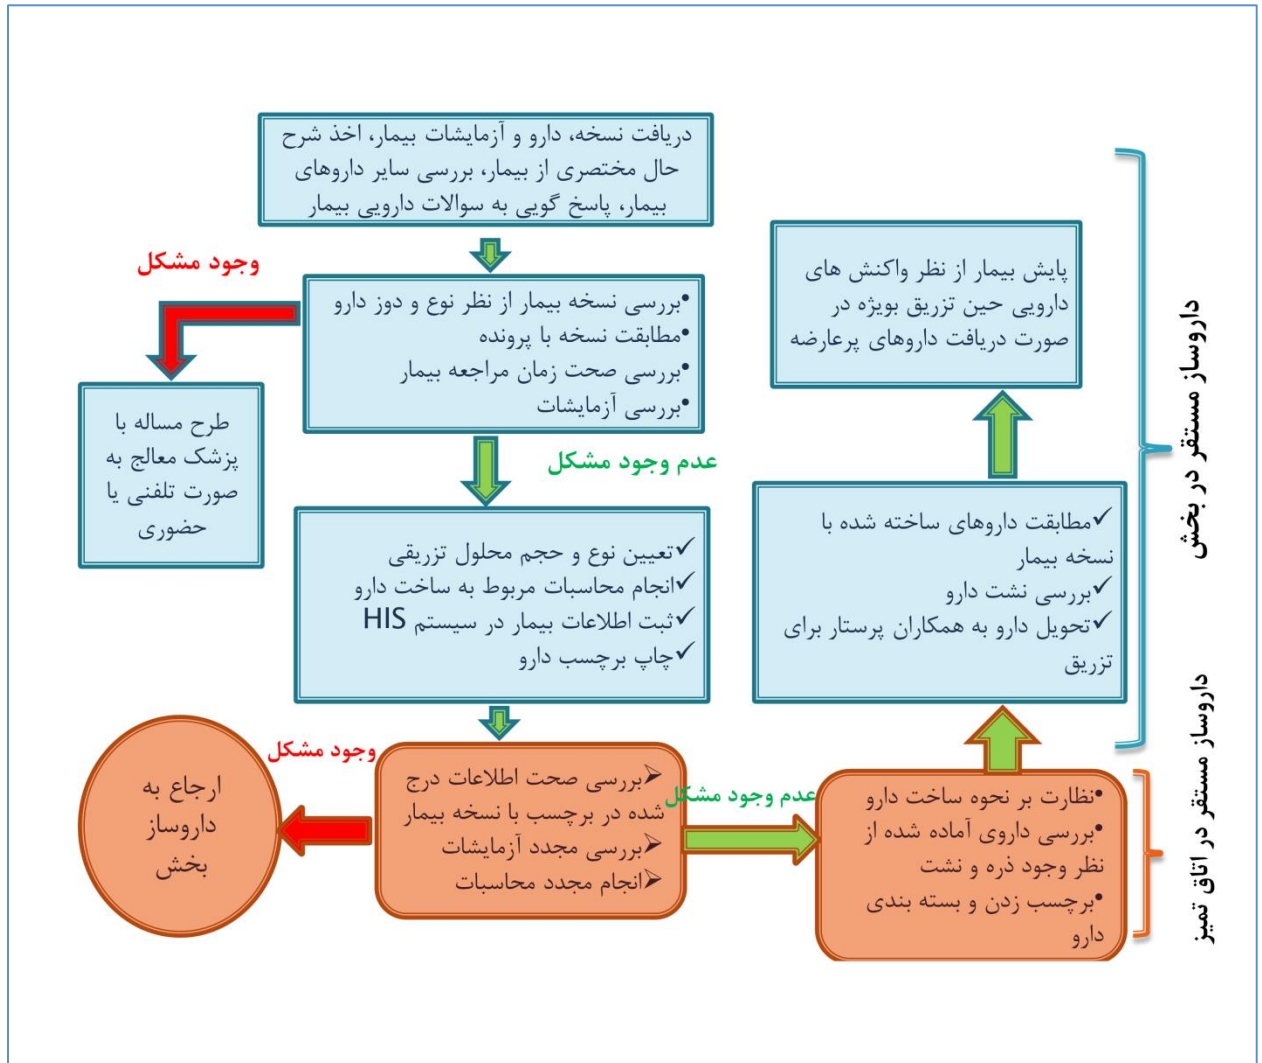 دریافت نسخه، دارو و آزمایشات بیمار، اخذ شرح
حال مختصری از بیمار، بررسی سایر داروهای
بیمار، پاسخ گویی به سوالات دارویی بیمار
وجود مشکل
•بررسی نسخه بیمار از نظر نوع و دوز دارو
•مطابقت نسخه با پرونده
•بررسی صحت زمان مراجعه بیمار
•بررسی آزمایشات
طرح مساله با
پزشک معالج به
صورت تلفنی یا
حضوری
عدم وجود مشکل
✓تعیین نوع و حجم محلول تزریقی
✓انجام محاسبات مربوط به ساخت دارو
✓ثبت اطلاعات بیمار در سیستم HIS
✓چاپ برچسب دارو
وجود مشکل
➢بررسی صحت اطلاعات درج
شده در برچسب با نسخه بیمار
➢بررسی مجدد آزمایشات
➢انجام مجدد محاسبات
ارجاع به
داروساز
بخش
عدم وجود مشکل
•نظارت بر نحوه ساخت دارو
•بررسی داروی آماده شده از
نظر وجود ذره و نشت
•برچسب زدن و بسته بندی
دارو
✓مطابقت داروهای ساخته شده با
نسخه بیمار
✓بررسی نشت دارو
✓تحویل دارو به همکاران پرستار برای
تزریق
پایش بیمار از نظر واکنش های
دارویی حین تزریق بویژه در
صورت دریافت داروهای پرعارضه
داروساز مستقر در بخش
داروساز مستقر در اتاق تمیز